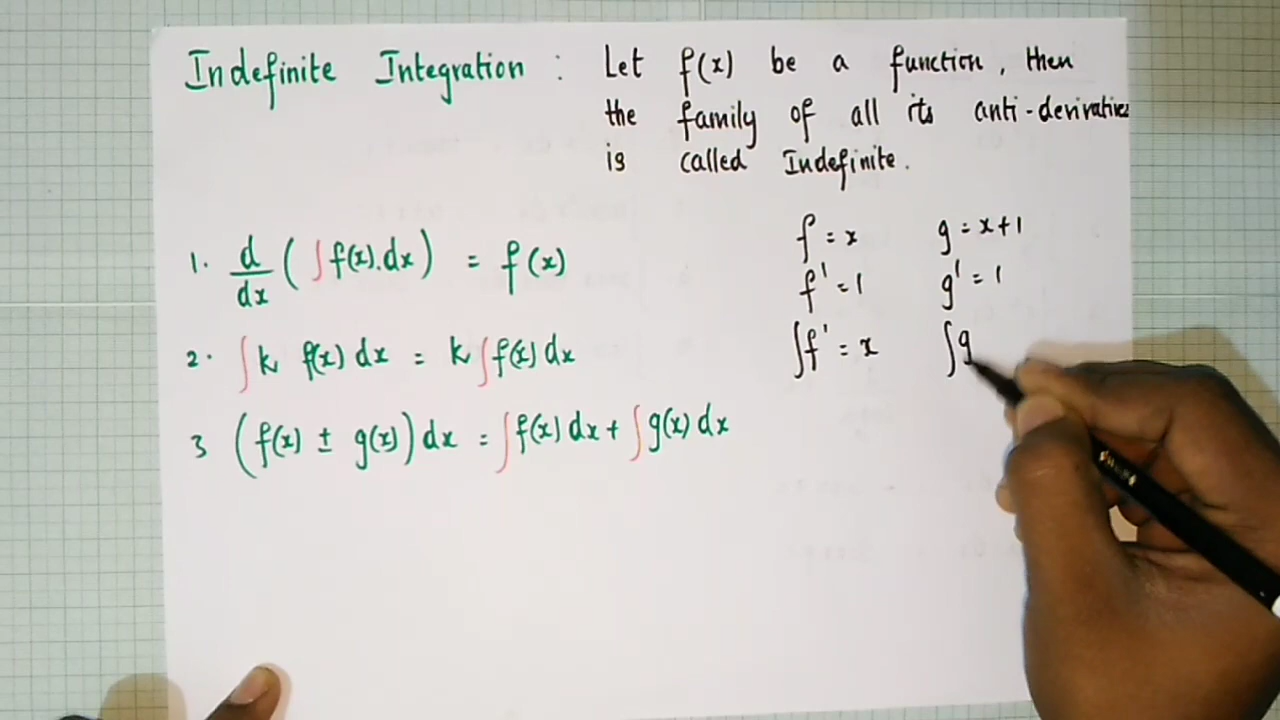 Indefinite Integration : Let f(x) be a function, then
the family of all its anti-derivatives
is called Indefinite.
1. d/dx (∫f(x).dx) = f(x)
2. ∫k f(x) dx = k∫f(x) dx
3 (f(x) ± g(x)) dx = ∫f(x) dx + ∫g(x) dx
f = x g = x+1
f' = 1 g' = 1
∫f' = x ∫g